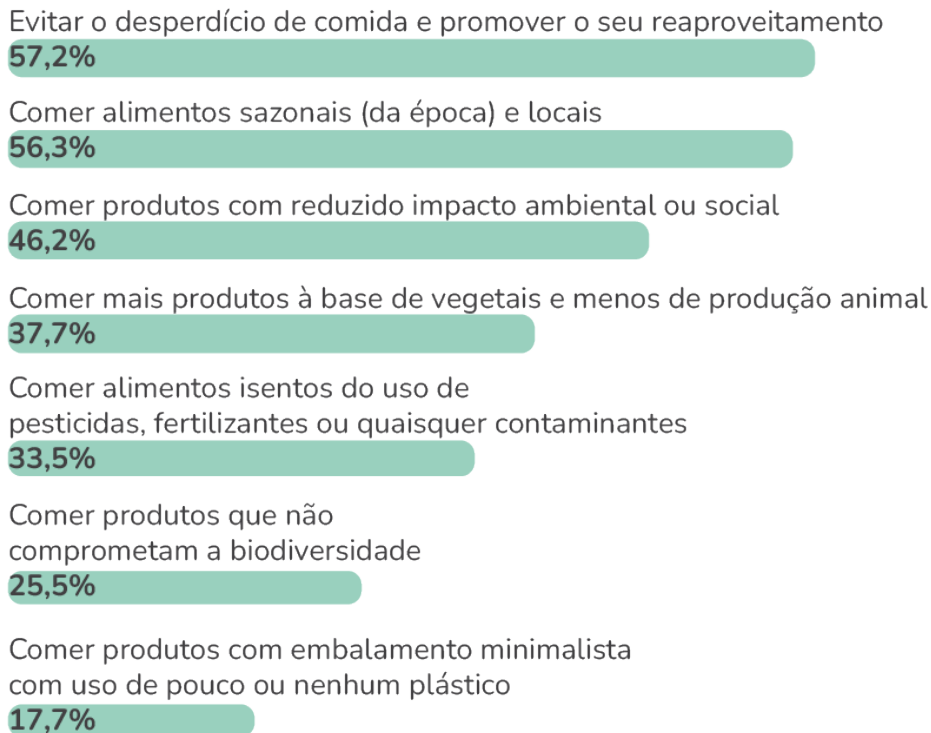 Evitar o desperdício de comida e promover o seu reaproveitamento
57,2%
Comer alimentos sazonais (da época) e locais
56,3%
Comer produtos com reduzido impacto ambiental ou social
46,2%
Comer mais produtos à base de vegetais e menos de produção animal
37,7%
Comer alimentos isentos do uso de
pesticidas, fertilizantes ou quaisquer contaminantes
33,5%
Comer produtos que não
comprometam a biodiversidade
25,5%
Comer produtos com embalamento minimalista
com uso de pouco ou nenhum plástico
17,7%